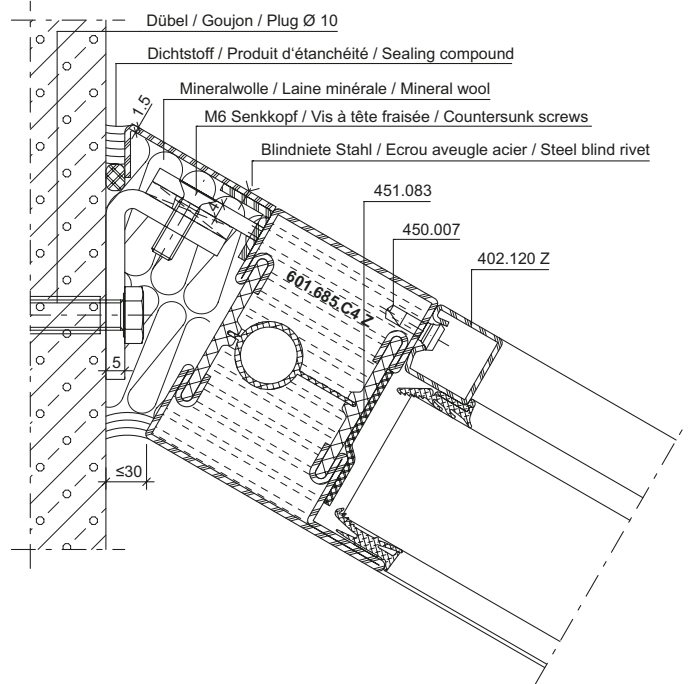 Dübel / Goujon / Plug Ø 10
Dichtstoff / Produit d'étanchéité / Sealing compound
Mineralwolle / Laine minérale / Mineral wool
1.5
M6 Senkkopf / Vis à tête fraisée / Countersunk screws
Blindniete Stahl / Ecrou aveugle acier / Steel blind rivet
451.083
4
450.007
402.120 Z
601.685.C4 Z
5
≤30